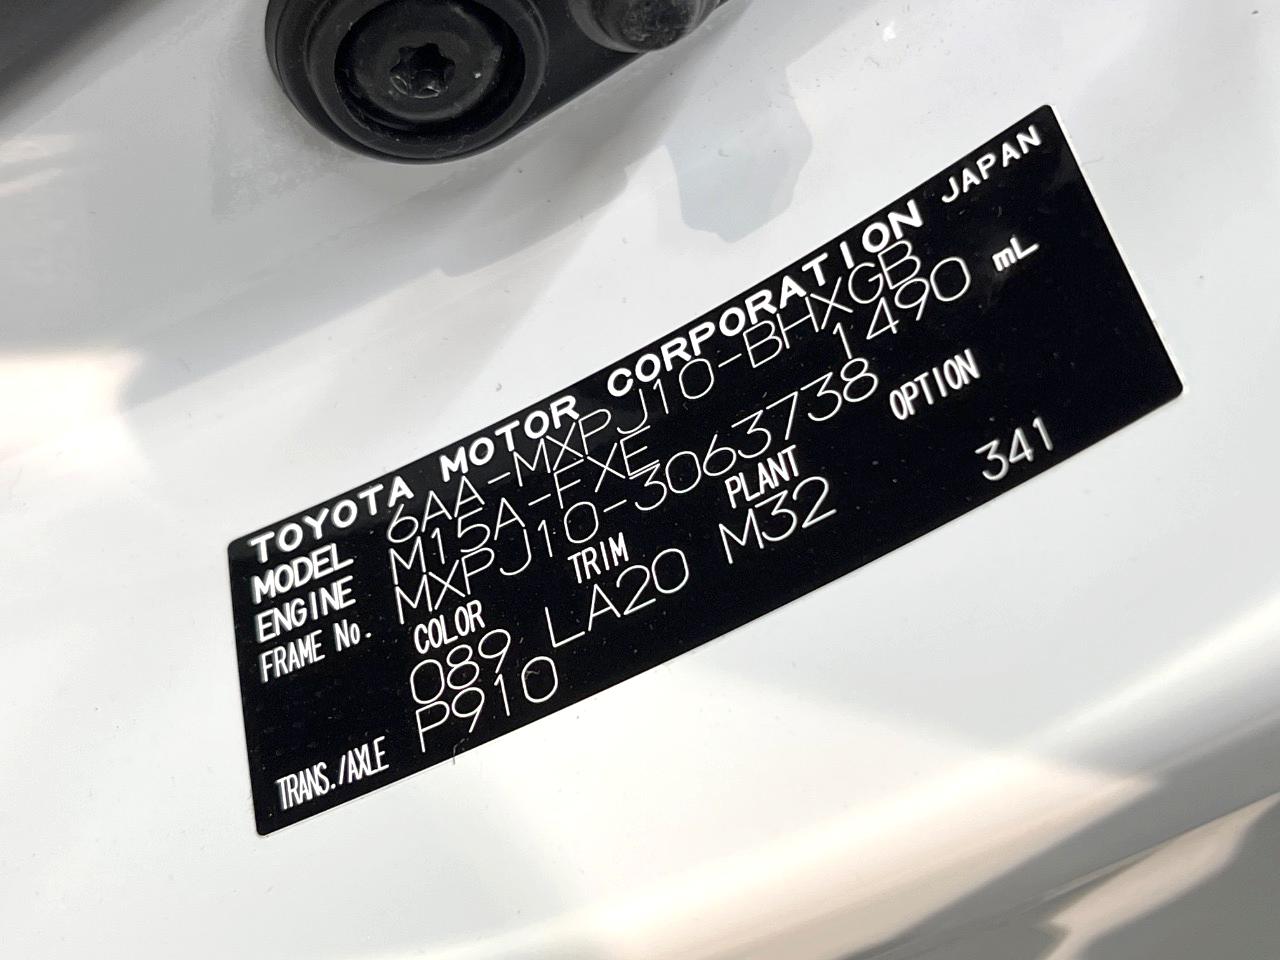 TOYOTA MOTOR CORPORATION JAPAN
MODEL 6AA-MXPJ10-BHXGB
ENGINE M15A-FXE 1490 mL
FRAME No. MXPJ10-3063738
COLOR TRIM PLANT OPTION
089 LA20 M32 341
TRANS./AXLE P910